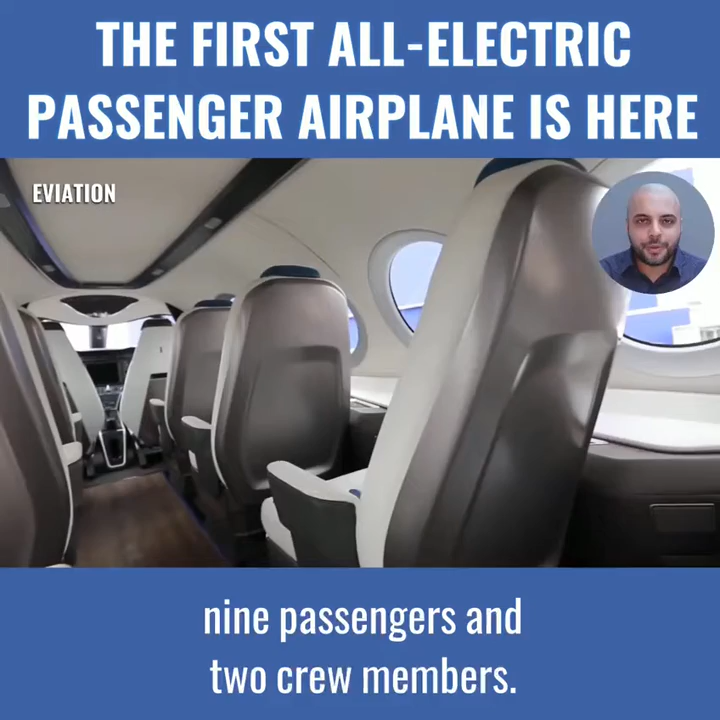 THE FIRST ALL-ELECTRIC
PASSENGER AIRPLANE IS HERE
EVIATION
nine passengers and
two crew members.